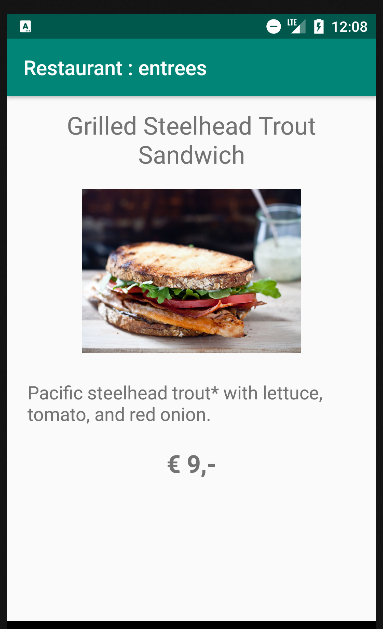 A
LTE
12:08
Restaurant : entrees
Grilled Steelhead Trout
Sandwich
Pacific steelhead trout* with lettuce,
tomato, and red onion.
€ 9,-